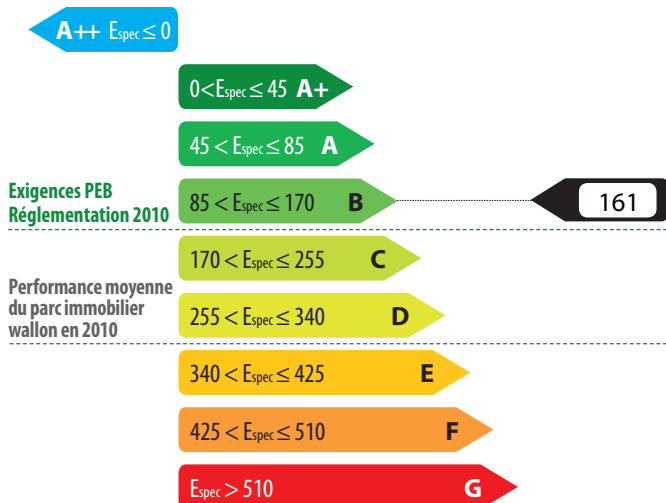 A++ Espec ≤ 0
0 < Espec ≤ 45 A+
45 < Espec ≤ 85 A
Exigences PEB
Réglementation 2010
85 < Espec ≤ 170 B
161
170 < Espec ≤ 255 C
Performance moyenne
du parc immobilier
wallon en 2010
255 < Espec ≤ 340 D
340 < Espec ≤ 425 E
425 < Espec ≤ 510 F
Espec > 510 G